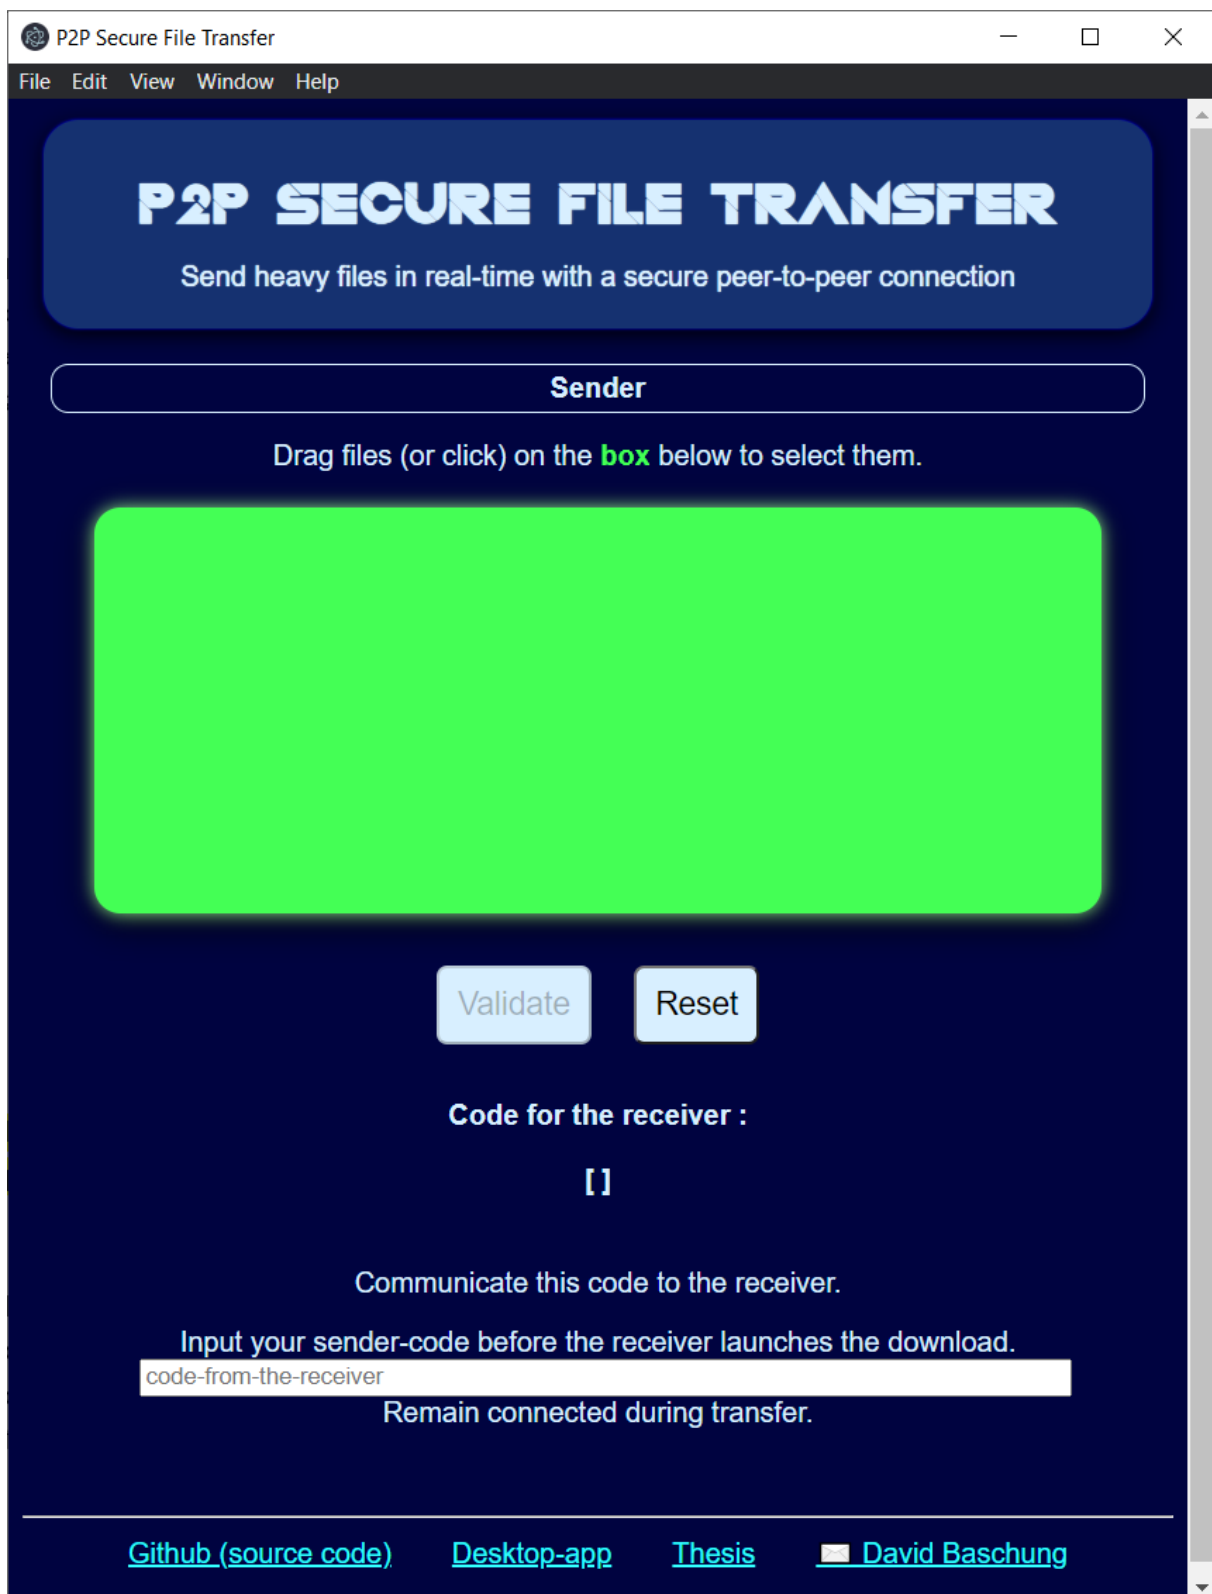 P2P Secure File Transfer
File Edit View Window Help
P2P SECURE FILE TRANSFER
Send heavy files in real-time with a secure peer-to-peer connection
Sender
Drag files (or click) on the box below to select them.
Validate Reset
Code for the receiver :
[ ]
Communicate this code to the receiver.
Input your sender-code before the receiver launches the download.
code-from-the-receiver
Remain connected during transfer.
Github (source code) Desktop-app Thesis ✉ David Baschung